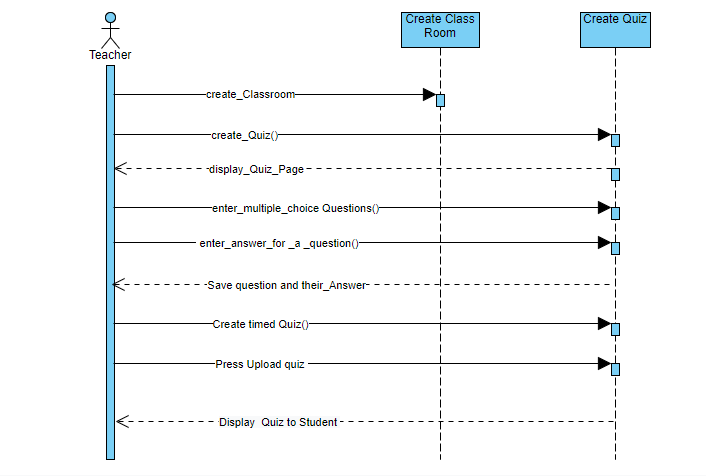 Create Class
Room
Create Quiz
Teacher
create_Classroom
create_Quiz()
display_Quiz_Page
enter_multiple_choice Questions()
enter_answer_for _a _question()
Save question and their_Answer
Create timed Quiz()
Press Upload quiz
Display Quiz to Student